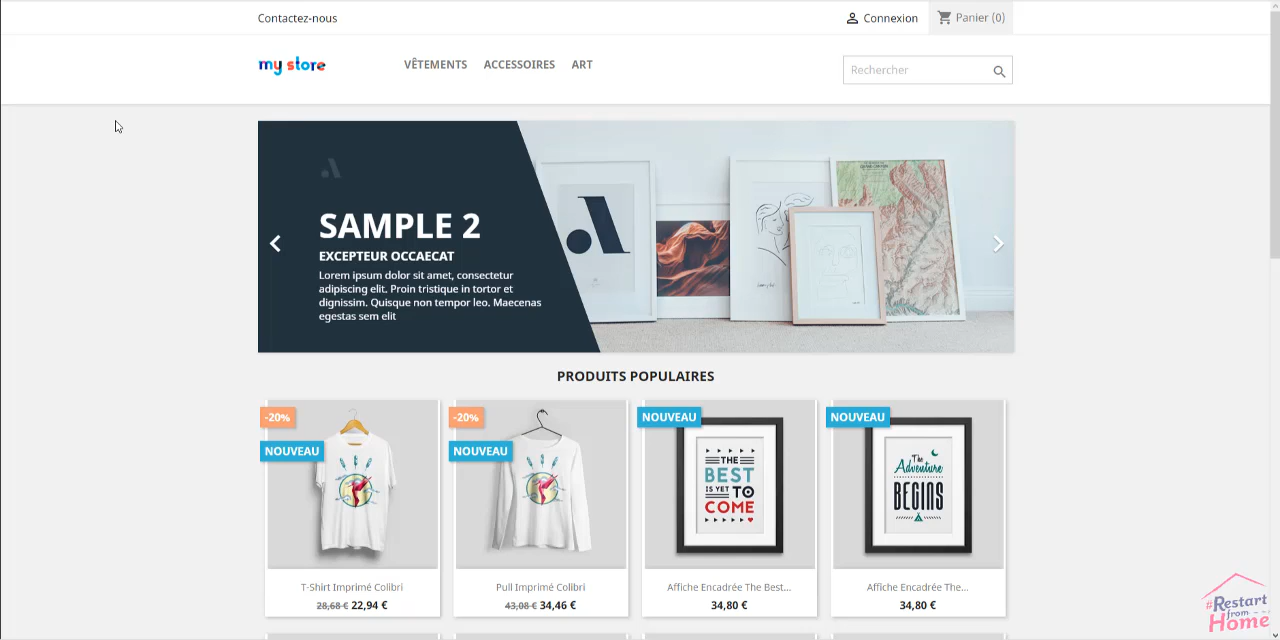 Contactez-nous
Connexion
Panier (0)
my store
VÊTEMENTS ACCESSOIRES ART
Rechercher
SAMPLE 2
EXCEPTEUR OCCAECAT
Lorem ipsum dolor sit amet, consectetur
adipiscing elit. Proin tristique in tortor et
dignissim. Quisque non tempor leo. Maecenas
egestas sem elit
PRODUITS POPULAIRES
-20%
NOUVEAU
T-Shirt Imprimé Colibri
28,68 € 22,94 €
-20%
NOUVEAU
Pull Imprimé Colibri
43,08 € 34,46 €
NOUVEAU
THE
BEST
IS YET TO
COME
Affiche Encadrée The Best...
34,80 €
NOUVEAU
The
Adventure
BEGINS
Affiche Encadrée The...
34,80 €
#Restart
from
Home